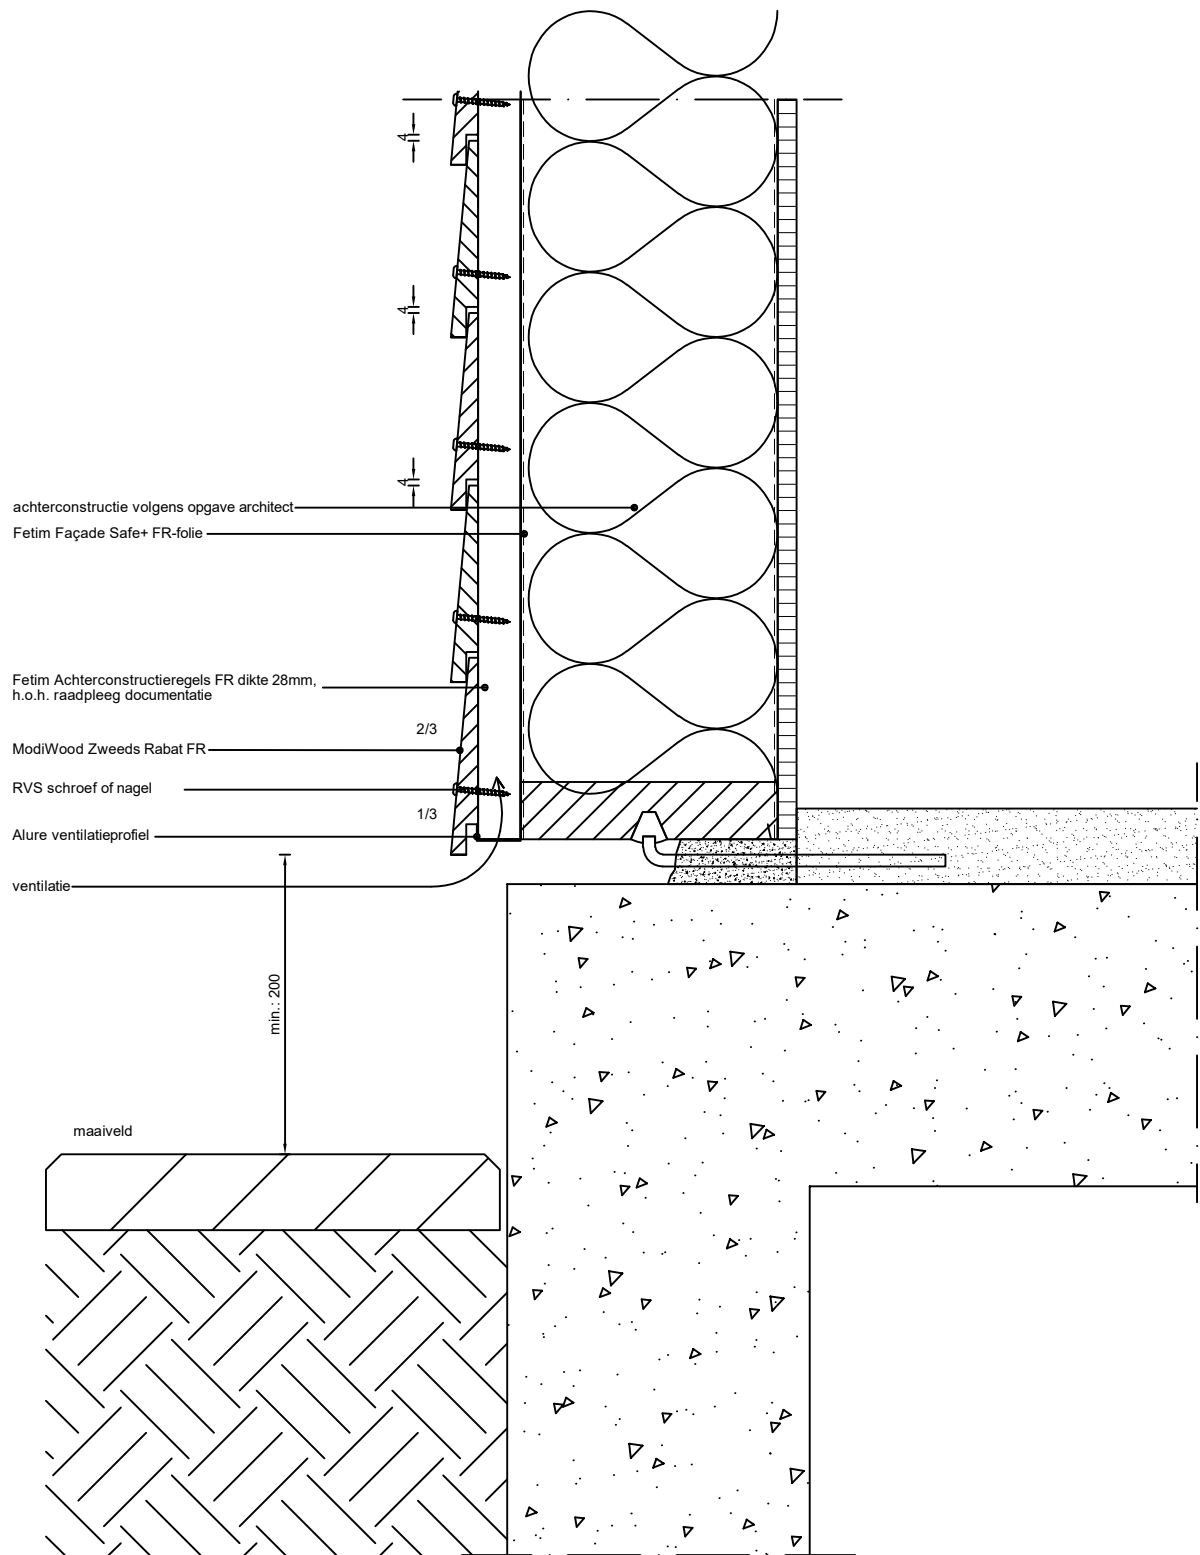 4
4
4
achterconstructie volgens opgave architect
Fetim Façade Safe+ FR-folie
Fetim Achterconstructieregels FR dikte 28mm,
h.o.h. raadpleeg documentatie
2/3
ModiWood Zweeds Rabat FR
RVS schroef of nagel
1/3
Alure ventilatieprofiel
ventilatie
min.: 200
maaiveld